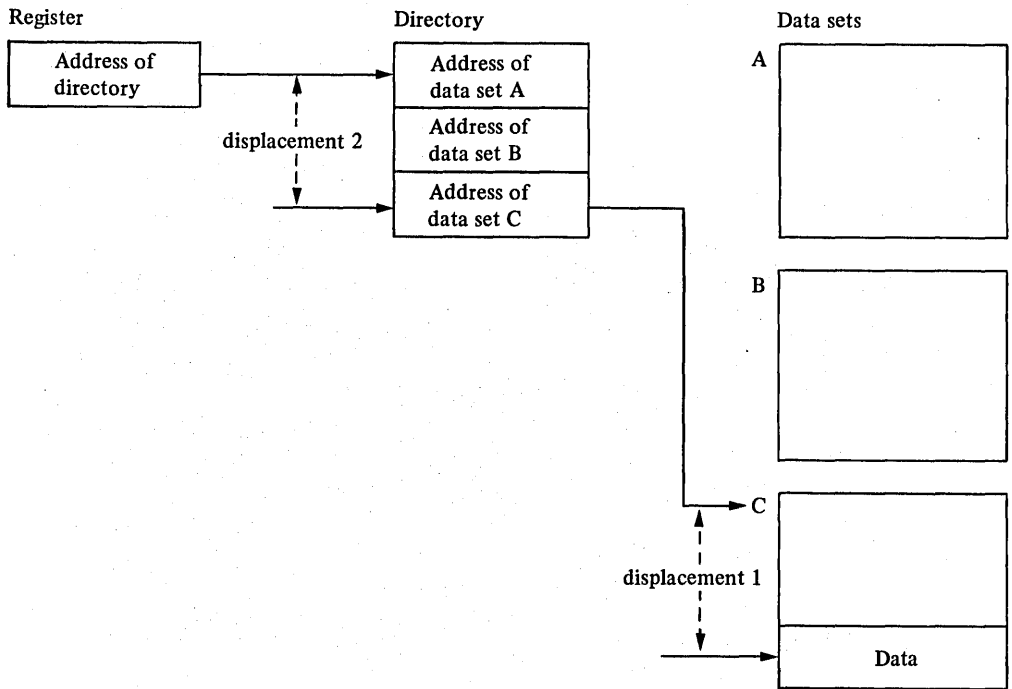 Register
Directory
Data sets
Address of
directory
Address of
data set A
Address of
data set B
Address of
data set C
displacement 2
A
B
C
displacement 1
Data